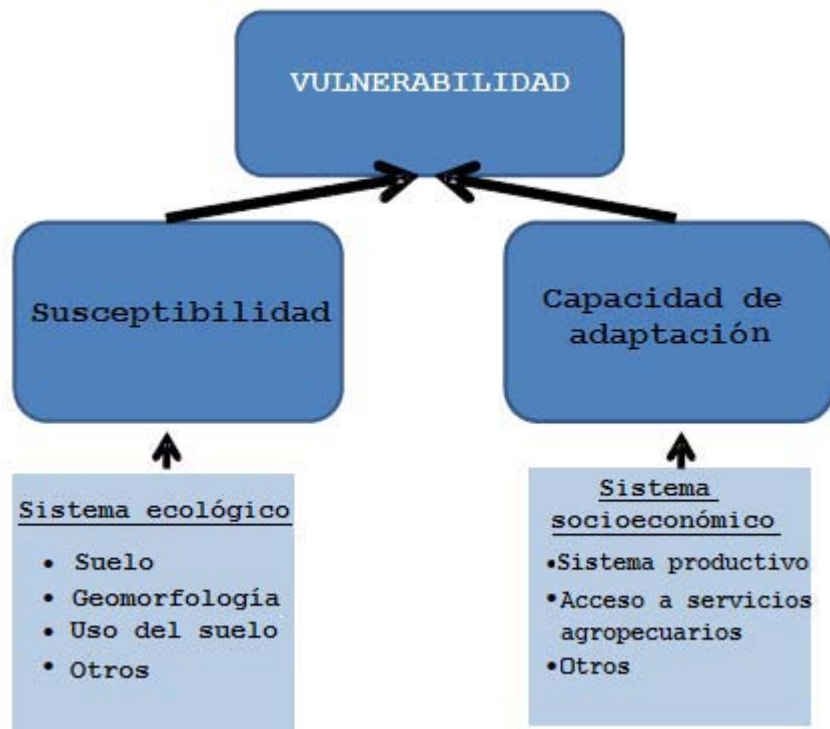 VULNERABILIDAD
Susceptibilidad
Capacidad de
adaptación
Sistema ecológico
• Suelo
• Geomorfología
• Uso del suelo
• Otros
Sistema
socioeconómico
•Sistema productivo
•Acceso a servicios
agropecuarios
•Otros